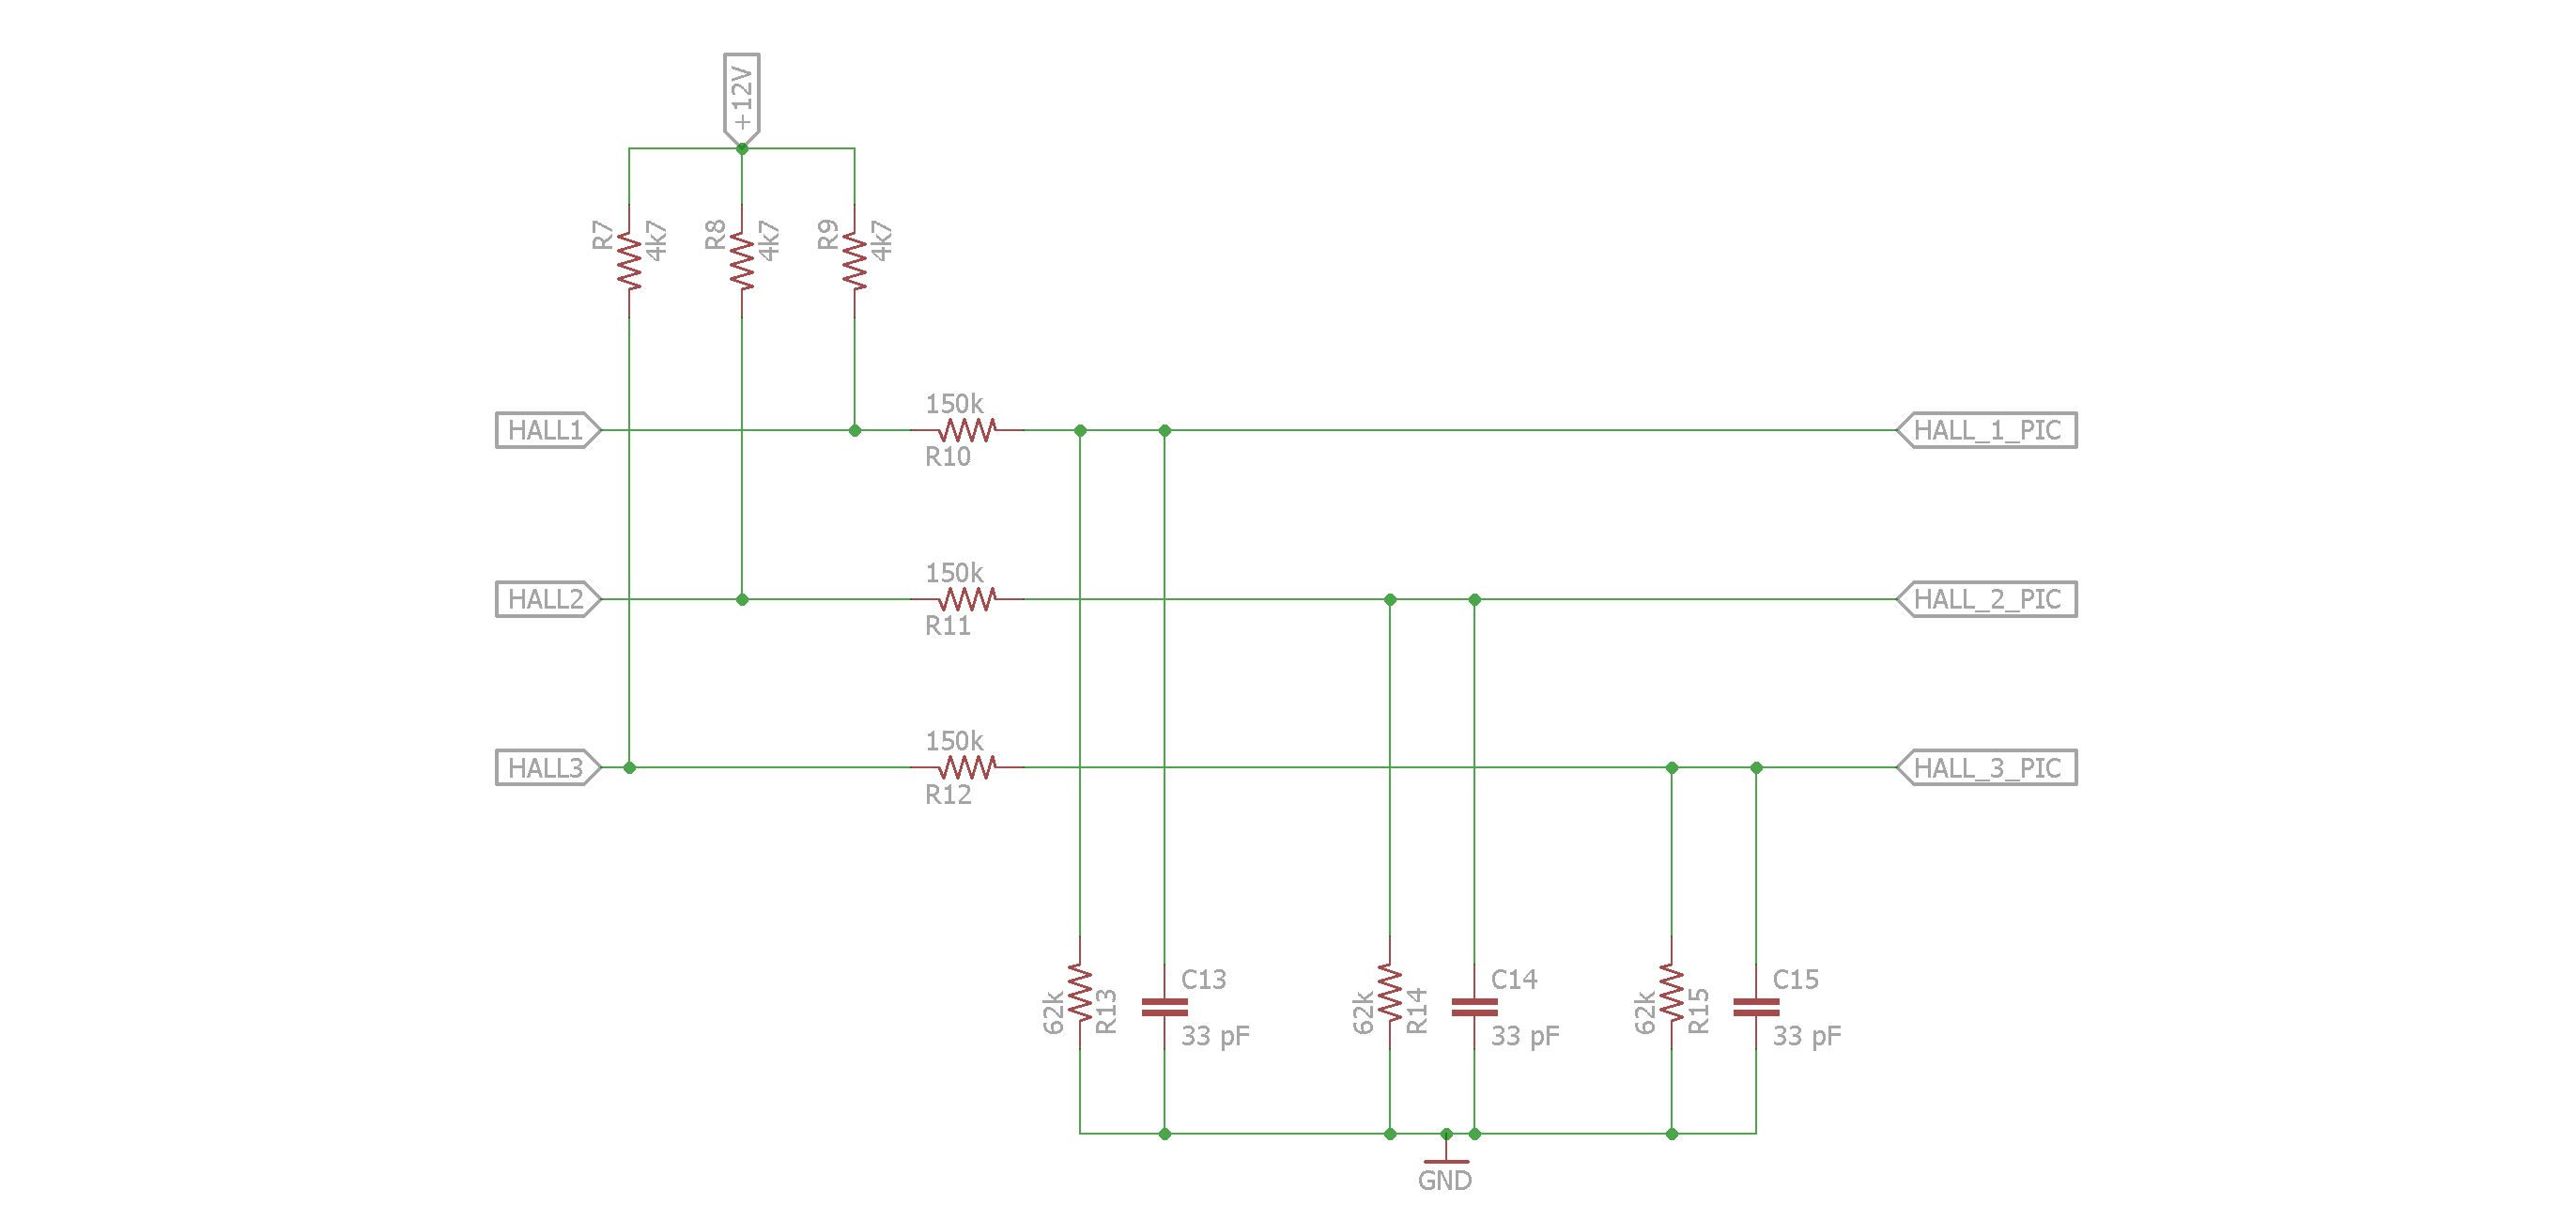 +12V
R7
4k7
R8
4k7
R9
4k7
150k
HALL1
R10
HALL_1_PIC
150k
HALL2
R11
HALL_2_PIC
150k
HALL3
R12
HALL_3_PIC
62k
R13
C13
33 pF
62k
R14
C14
33 pF
62k
R15
C15
33 pF
GND